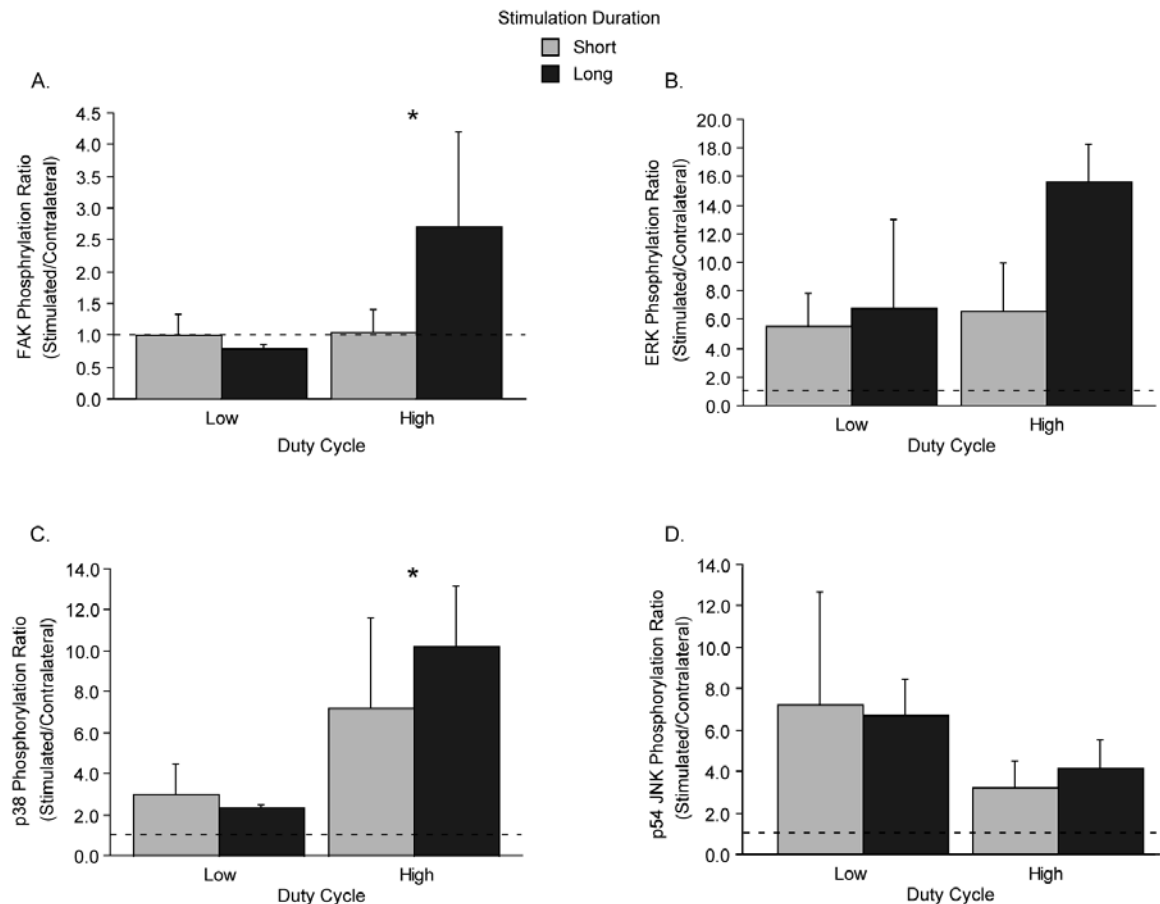 Stimulation Duration
Short
Long
A.
FAK Phosphrylation Ratio
(Stimulated/Contralateral)
4.5
4.0
3.5
3.0
2.5
2.0
1.5
1.0
0.5
0.0
*
Low
High
Duty Cycle
B.
ERK Phsophrylation Ratio
(Stimulated/Contralateral)
20.0
18.0
16.0
14.0
12.0
10.0
8.0
6.0
4.0
2.0
0.0
Low
High
Duty Cycle
C.
p38 Phosphorylation Ratio
(Stimulated/Contralateral)
14.0
12.0
10.0
8.0
6.0
4.0
2.0
0.0
*
Low
High
Duty Cycle
D.
p54 JNK Phosphorylation Ratio
(Stimulated/Contralateral)
14.0
12.0
10.0
8.0
6.0
4.0
2.0
0.0
Low
High
Duty Cycle